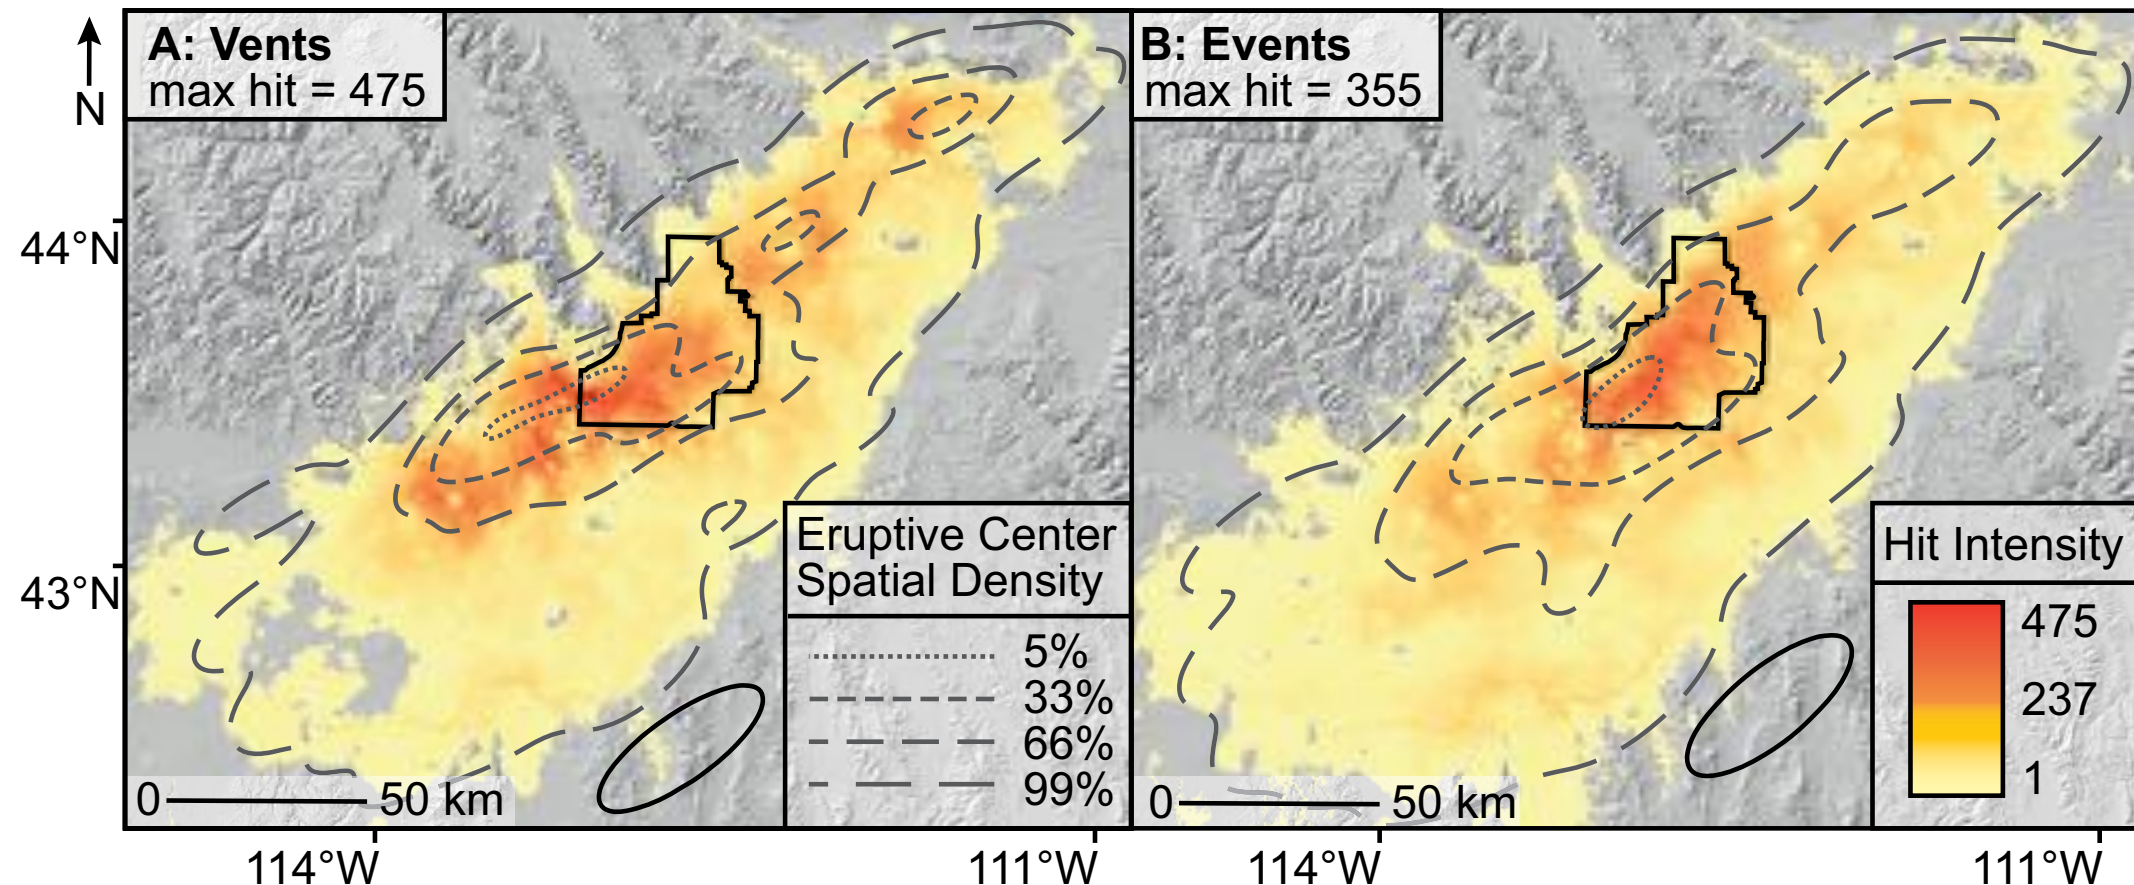 A: Vents
max hit = 475
B: Events
max hit = 355
N
44°N
43°N
Eruptive Center
Spatial Density
5%
33%
66%
99%
Hit Intensity
475
237
1
0 50 km
0 50 km
114°W
111°W
114°W
111°W